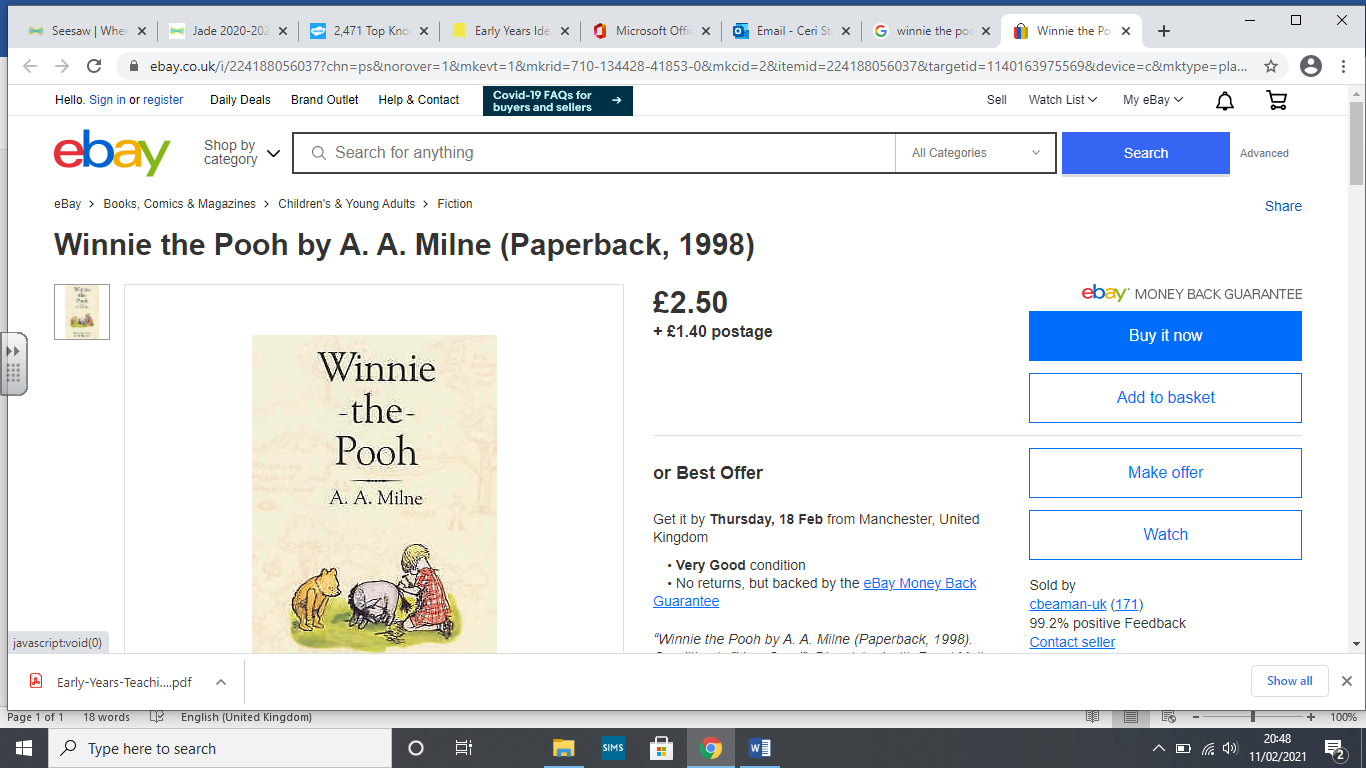 Seesaw | Wher
Jade 2020-202
2,471 Top Kno
Early Years Ide
Microsoft Offic
Email - Ceri St
winnie the poo
Winnie the Po
ebay.co.uk/i/224188056037?chn=ps&norover=1&mkevt=1&mkrid=710-134428-41853-0&mkcid=2&itemid=224188056037&targetid=1140163975569&device=c&mktype=pla...
Hello. Sign in or register
Daily Deals
Brand Outlet
Help & Contact
Covid-19 FAQs for
buyers and sellers
Sell
Watch List
My eBay
ebay
Shop by
category
Search for anything
All Categories
Search
Advanced
eBay > Books, Comics & Magazines > Children's & Young Adults > Fiction
Share
Winnie the Pooh by A. A. Milne (Paperback, 1998)
Winnie
-the-
Pooh
Winnie
-the-
Pooh
A. A. Milne
£2.50
+ £1.40 postage
or Best Offer
Get it by Thursday, 18 Feb from Manchester, United
Kingdom
• Very Good condition
• No returns, but backed by the eBay Money Back
Guarantee
"Winnie the Pooh by A. A. Milne (Paperback, 1998).
ebay MONEY BACK GUARANTEE
Buy it now
Add to basket
Make offer
Watch
Sold by
cbeaman-uk (171)
99.2% positive Feedback
Contact seller
javascript:void(0)
Early-Years-Teachi....pdf
Show all
Page 1 of 1
18 words
English (United Kingdom)
100%
Type here to search
SIMS
20:48
11/02/2021
2